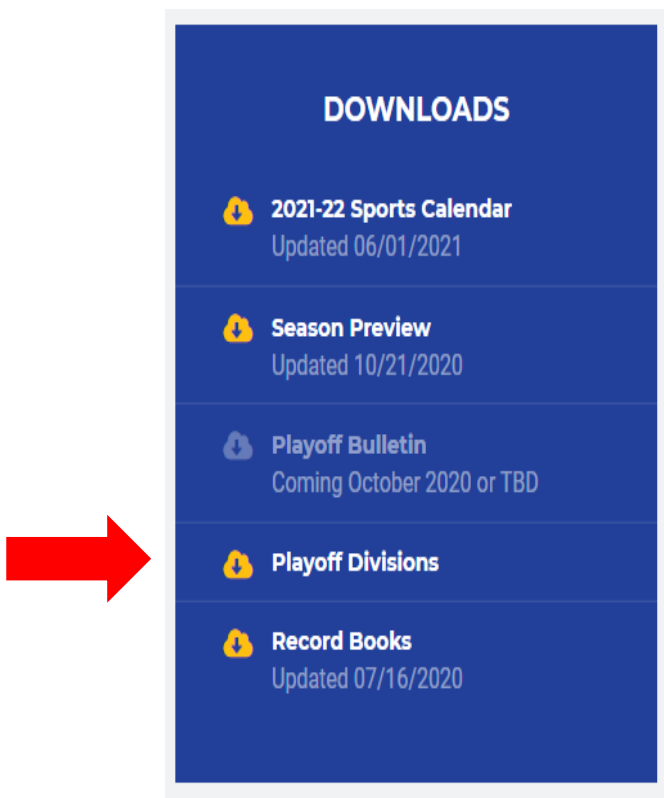 DOWNLOADS
2021-22 Sports Calendar
Updated 06/01/2021
Season Preview
Updated 10/21/2020
Playoff Bulletin
Coming October 2020 or TBD
Playoff Divisions
Record Books
Updated 07/16/2020